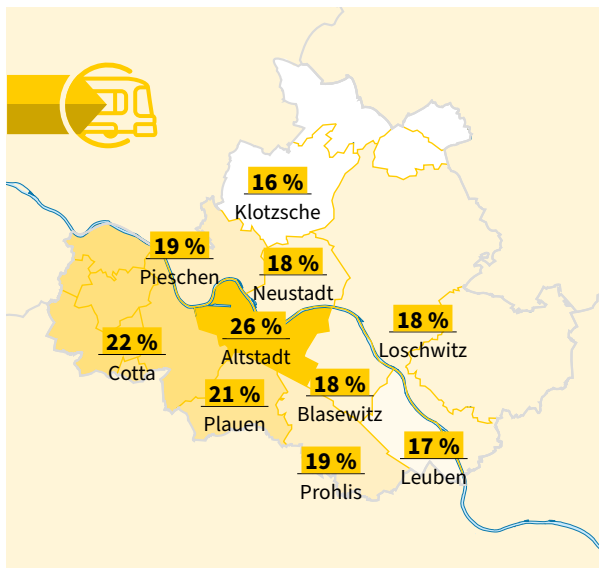 16 %
Klotzsche
19 %
Pieschen
18 %
Neustadt
26 %
Altstadt
18 %
Loschwitz
22 %
Cotta
21 %
Plauen
18 %
Blasewitz
17 %
Leuben
19 %
Prohlis